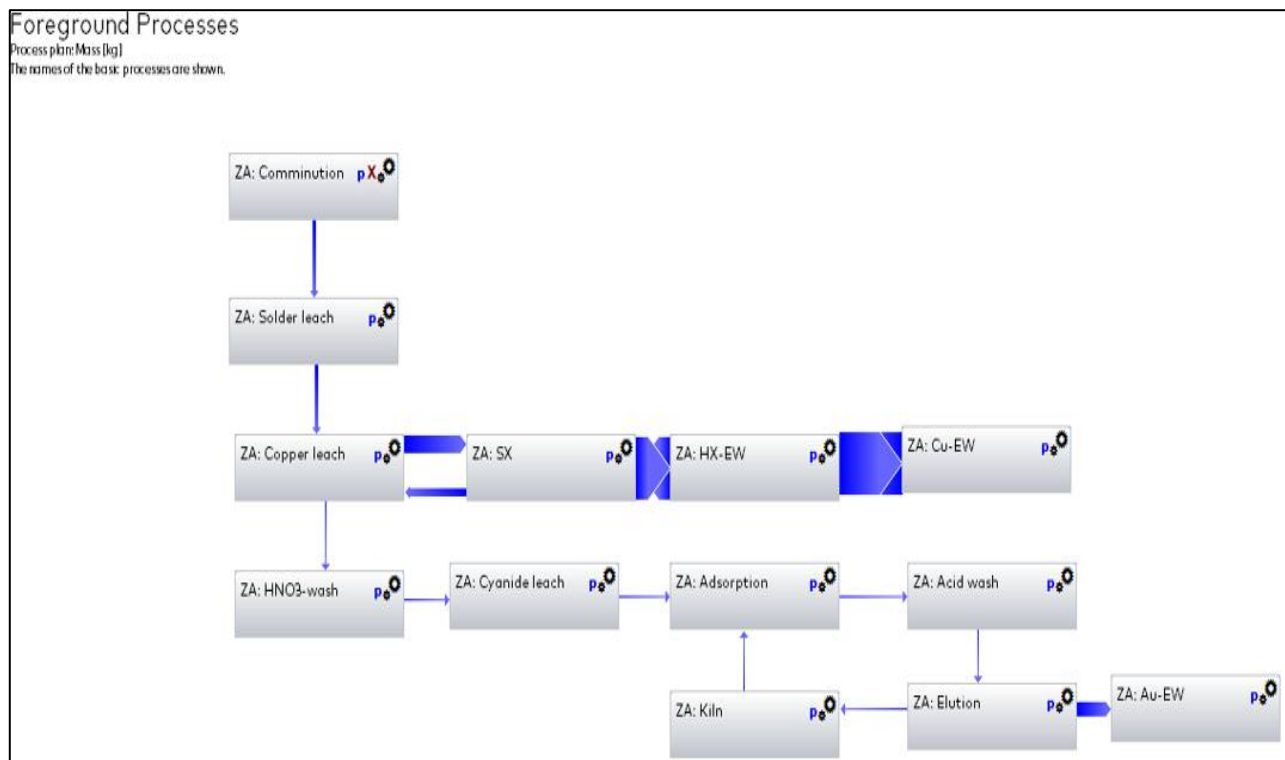 Foreground Processes
Process plan: Mass [kg]
The names of the basic processes are shown.
ZA: Comminution pX
ZA: Solder leach p
ZA: Copper leach p
ZA: SX p
ZA: HX-EW p
ZA: Cu-EW p
ZA: HNO3-wash p
ZA: Cyanide leach p
ZA: Adsorption p
ZA: Acid wash p
ZA: Kiln p
ZA: Elution p
ZA: Au-EW p